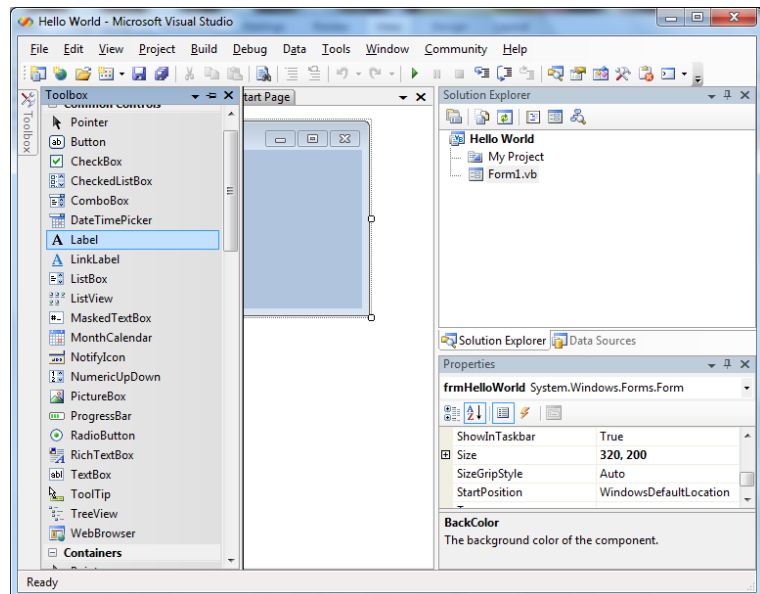 Hello World - Microsoft Visual Studio
File Edit View Project Build Debug Data Tools Window Community Help
Toolbox
Toolbox
Common Controls
Pointer
Button
CheckBox
CheckedListBox
ComboBox
DateTimePicker
Label
LinkLabel
ListBox
ListView
MaskedTextBox
MonthCalendar
NotifyIcon
NumericUpDown
PictureBox
ProgressBar
RadioButton
RichTextBox
TextBox
ToolTip
TreeView
WebBrowser
Containers
tart Page
Solution Explorer
Hello World
My Project
Form1.vb
Solution Explorer Data Sources
Properties
frmHelloWorld System.Windows.Forms.Form
ShowInTaskbar True
Size 320, 200
SizeGripStyle Auto
StartPosition WindowsDefaultLocation
BackColor
The background color of the component.
Ready